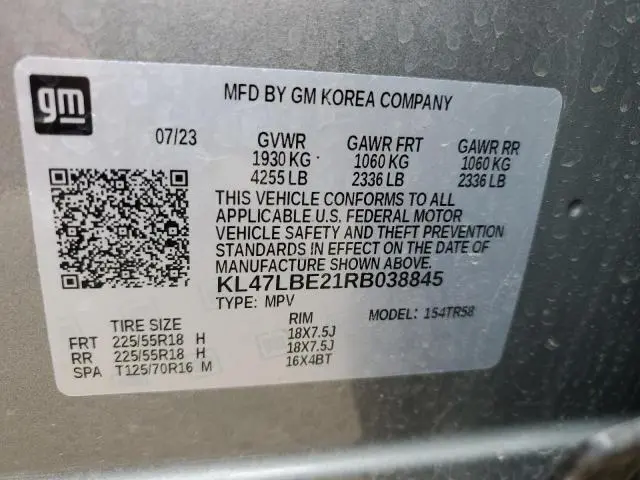 gm
MFD BY GM KOREA COMPANY
07/23 GVWR GAWR FRT GAWR RR
1930 KG 1060 KG 1060 KG
4255 LB 2336 LB 2336 LB
THIS VEHICLE CONFORMS TO ALL
APPLICABLE U.S. FEDERAL MOTOR
VEHICLE SAFETY AND THEFT PREVENTION
STANDARDS IN EFFECT ON THE DATE OF
MANUFACTURE SHOWN ABOVE.
KL47LBE21RB038845
TYPE: MPV MODEL: 154TR58
TIRE SIZE RIM
FRT 225/55R18 H 18X7.5J
RR 225/55R18 H 18X7.5J
SPA T125/70R16 M 16X4BT